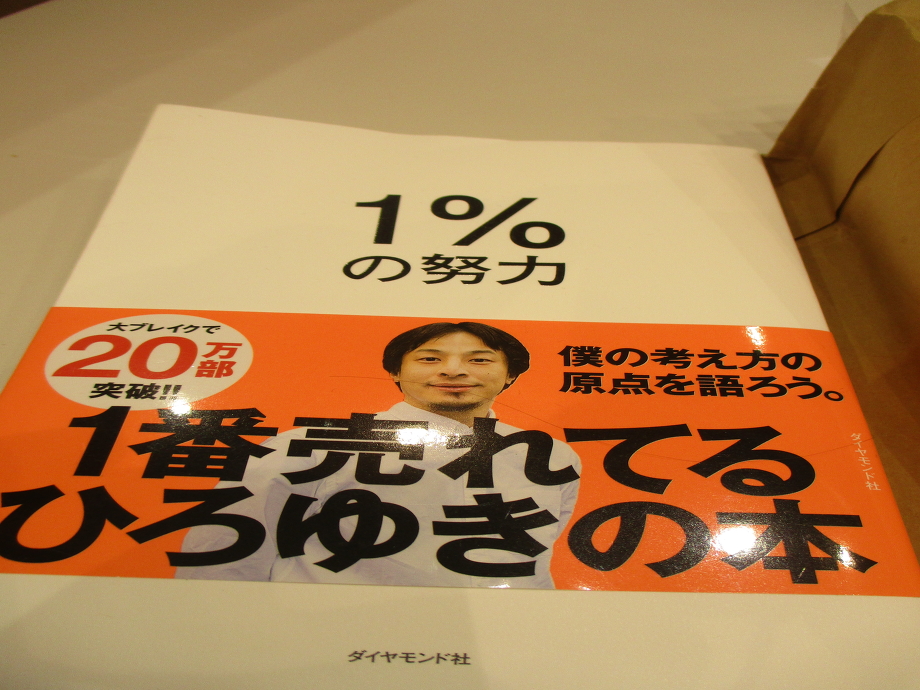 1%
の努力
大ブレイクで
20万部
突破!!
僕の考え方の
原点を語ろう。
1番売れてる
ひろゆきの本
ダイヤモンド社
ダイヤモンド社